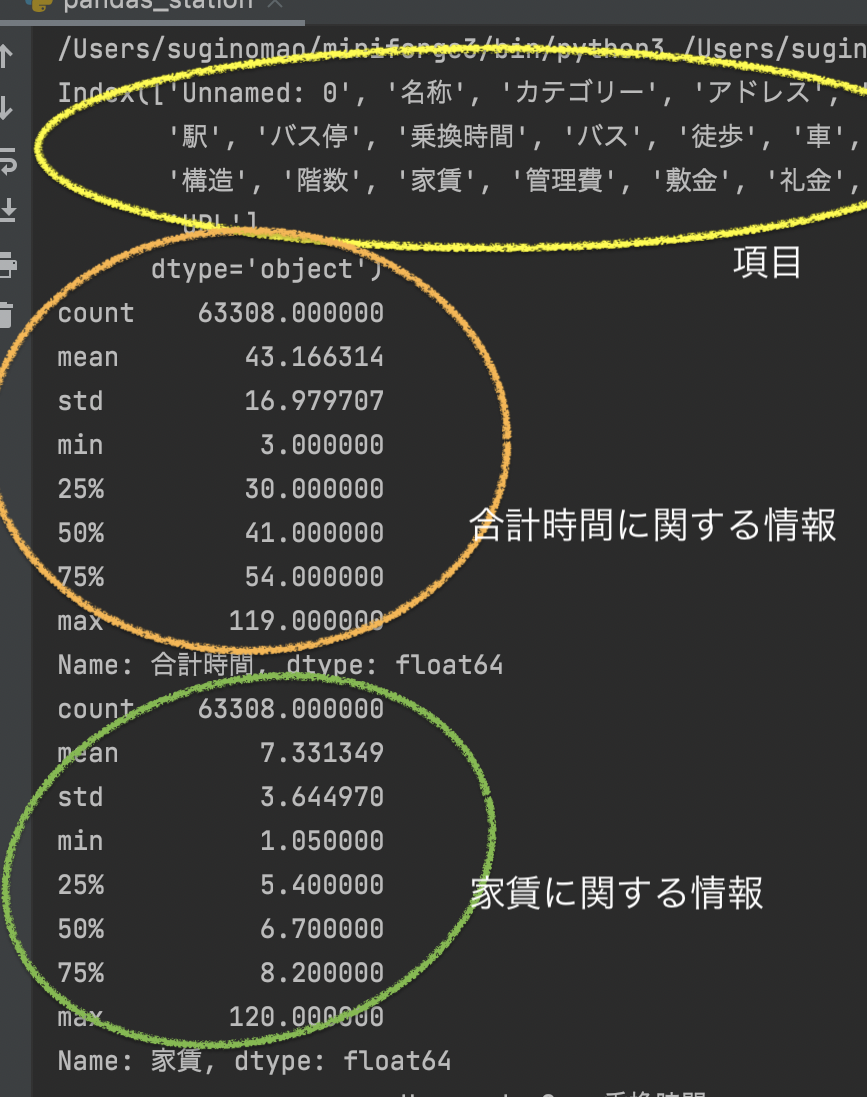 pandas_station ×
/Users/suginomao/miniforge3/bin/python3 /Users/sugin
Index(['Unnamed: 0', '名称', 'カテゴリー', 'アドレス',
'駅', 'バス停', '乗換時間', 'バス', '徒歩', '車',
'構造', '階数', '家賃', '管理費', '敷金', '礼金',
'URL'],
項目
dtype='object')
count 63308.000000
mean 43.166314
std 16.979707
min 3.000000
25% 30.000000
50% 41.000000
合計時間に関する情報
75% 54.000000
max 119.000000
Name: 合計時間, dtype: float64
count 63308.000000
mean 7.331349
std 3.644970
min 1.050000
25% 5.400000
家賃に関する情報
50% 6.700000
75% 8.200000
max 120.000000
Name: 家賃, dtype: float64
乗換時間